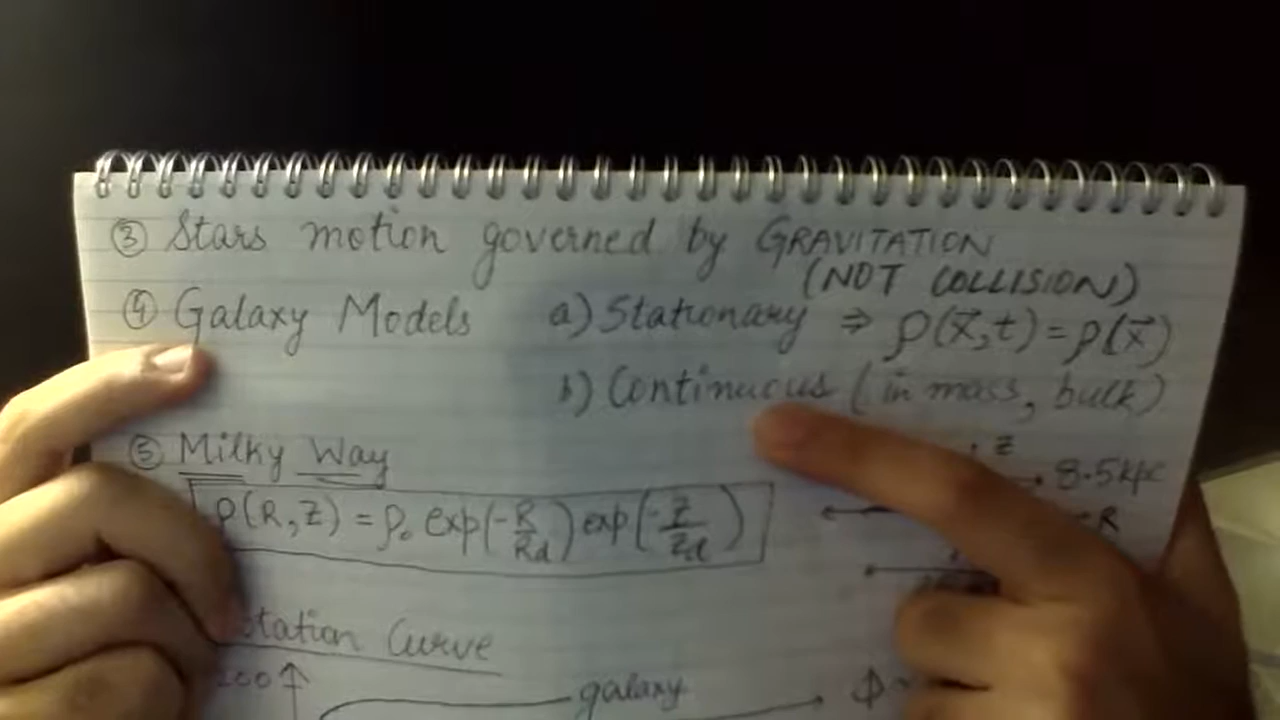 ③ Stars motion governed by GRAVITATION
(NOT COLLISION)
④ Galaxy Models a) Stationary ⇒ ρ(x⃗,t)=ρ(x⃗)
b) Continuous (in mass, bulk)
⑤ Milky Way
z
8.5kpc
ρ(R,Z) = ρ₀ exp(-R/Rd) exp(-Z/Zd)
R
tation Curve
galaxy